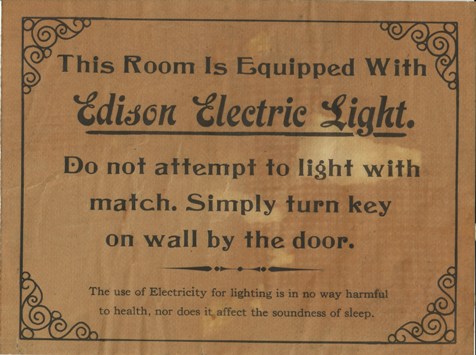 This Room Is Equipped With
Edison Electric Light.
Do not attempt to light with
match. Simply turn key
on wall by the door.
The use of Electricity for lighting is in no way harmful
to health, nor does it affect the soundness of sleep.